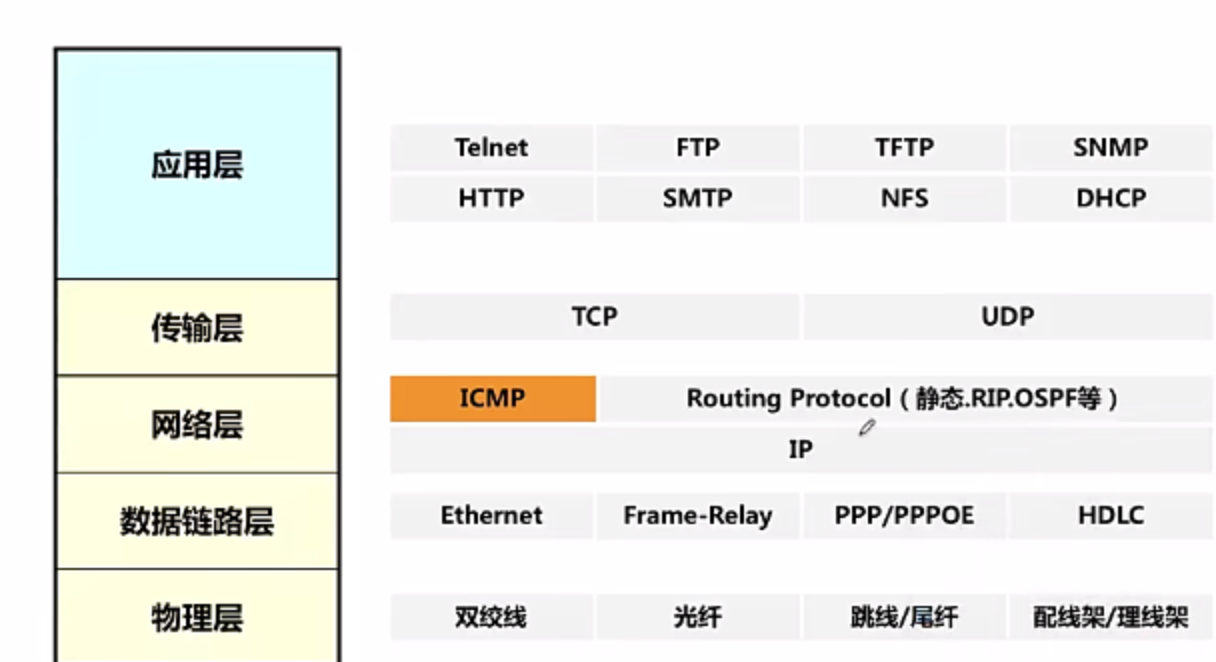 应用层
Telnet FTP TFTP SNMP
HTTP SMTP NFS DHCP
传输层
TCP UDP
网络层
ICMP Routing Protocol（静态.RIP.OSPF等）
IP
数据链路层
Ethernet Frame-Relay PPP/PPPOE HDLC
物理层
双绞线 光纤 跳线/尾纤 配线架/理线架